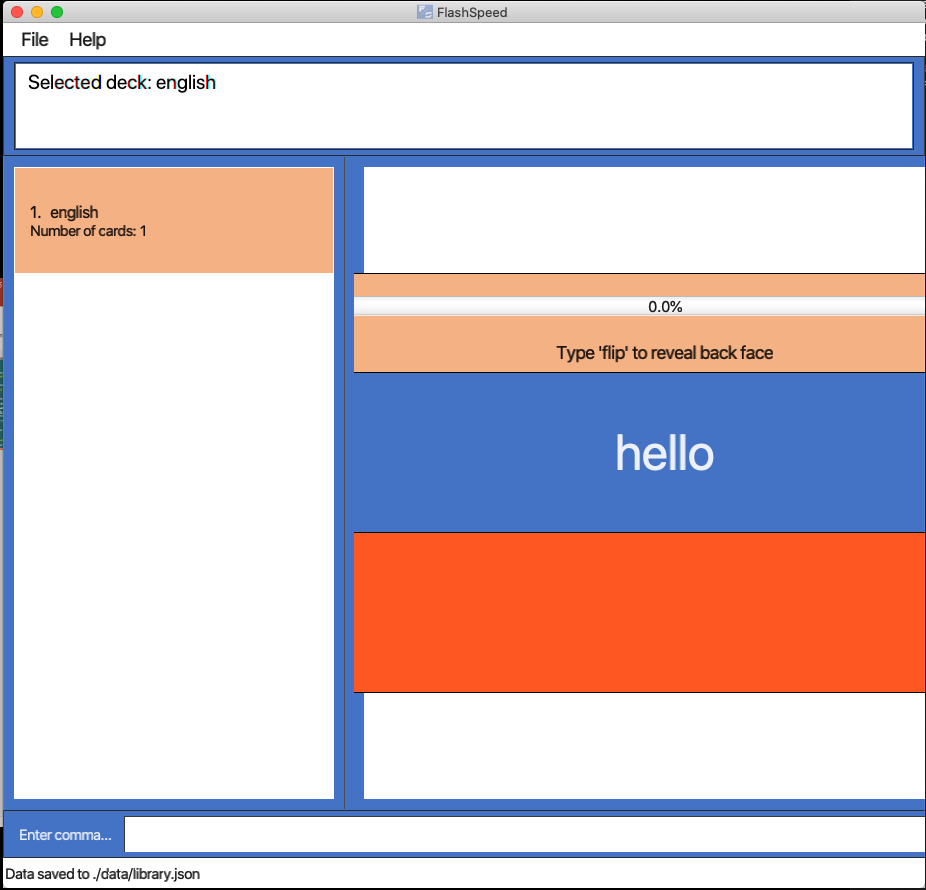 FlashSpeed
File Help
Selected deck: english
1. english
Number of cards: 1
0.0%
Type 'flip' to reveal back face
hello
Enter comma...
Data saved to ./data/library.json